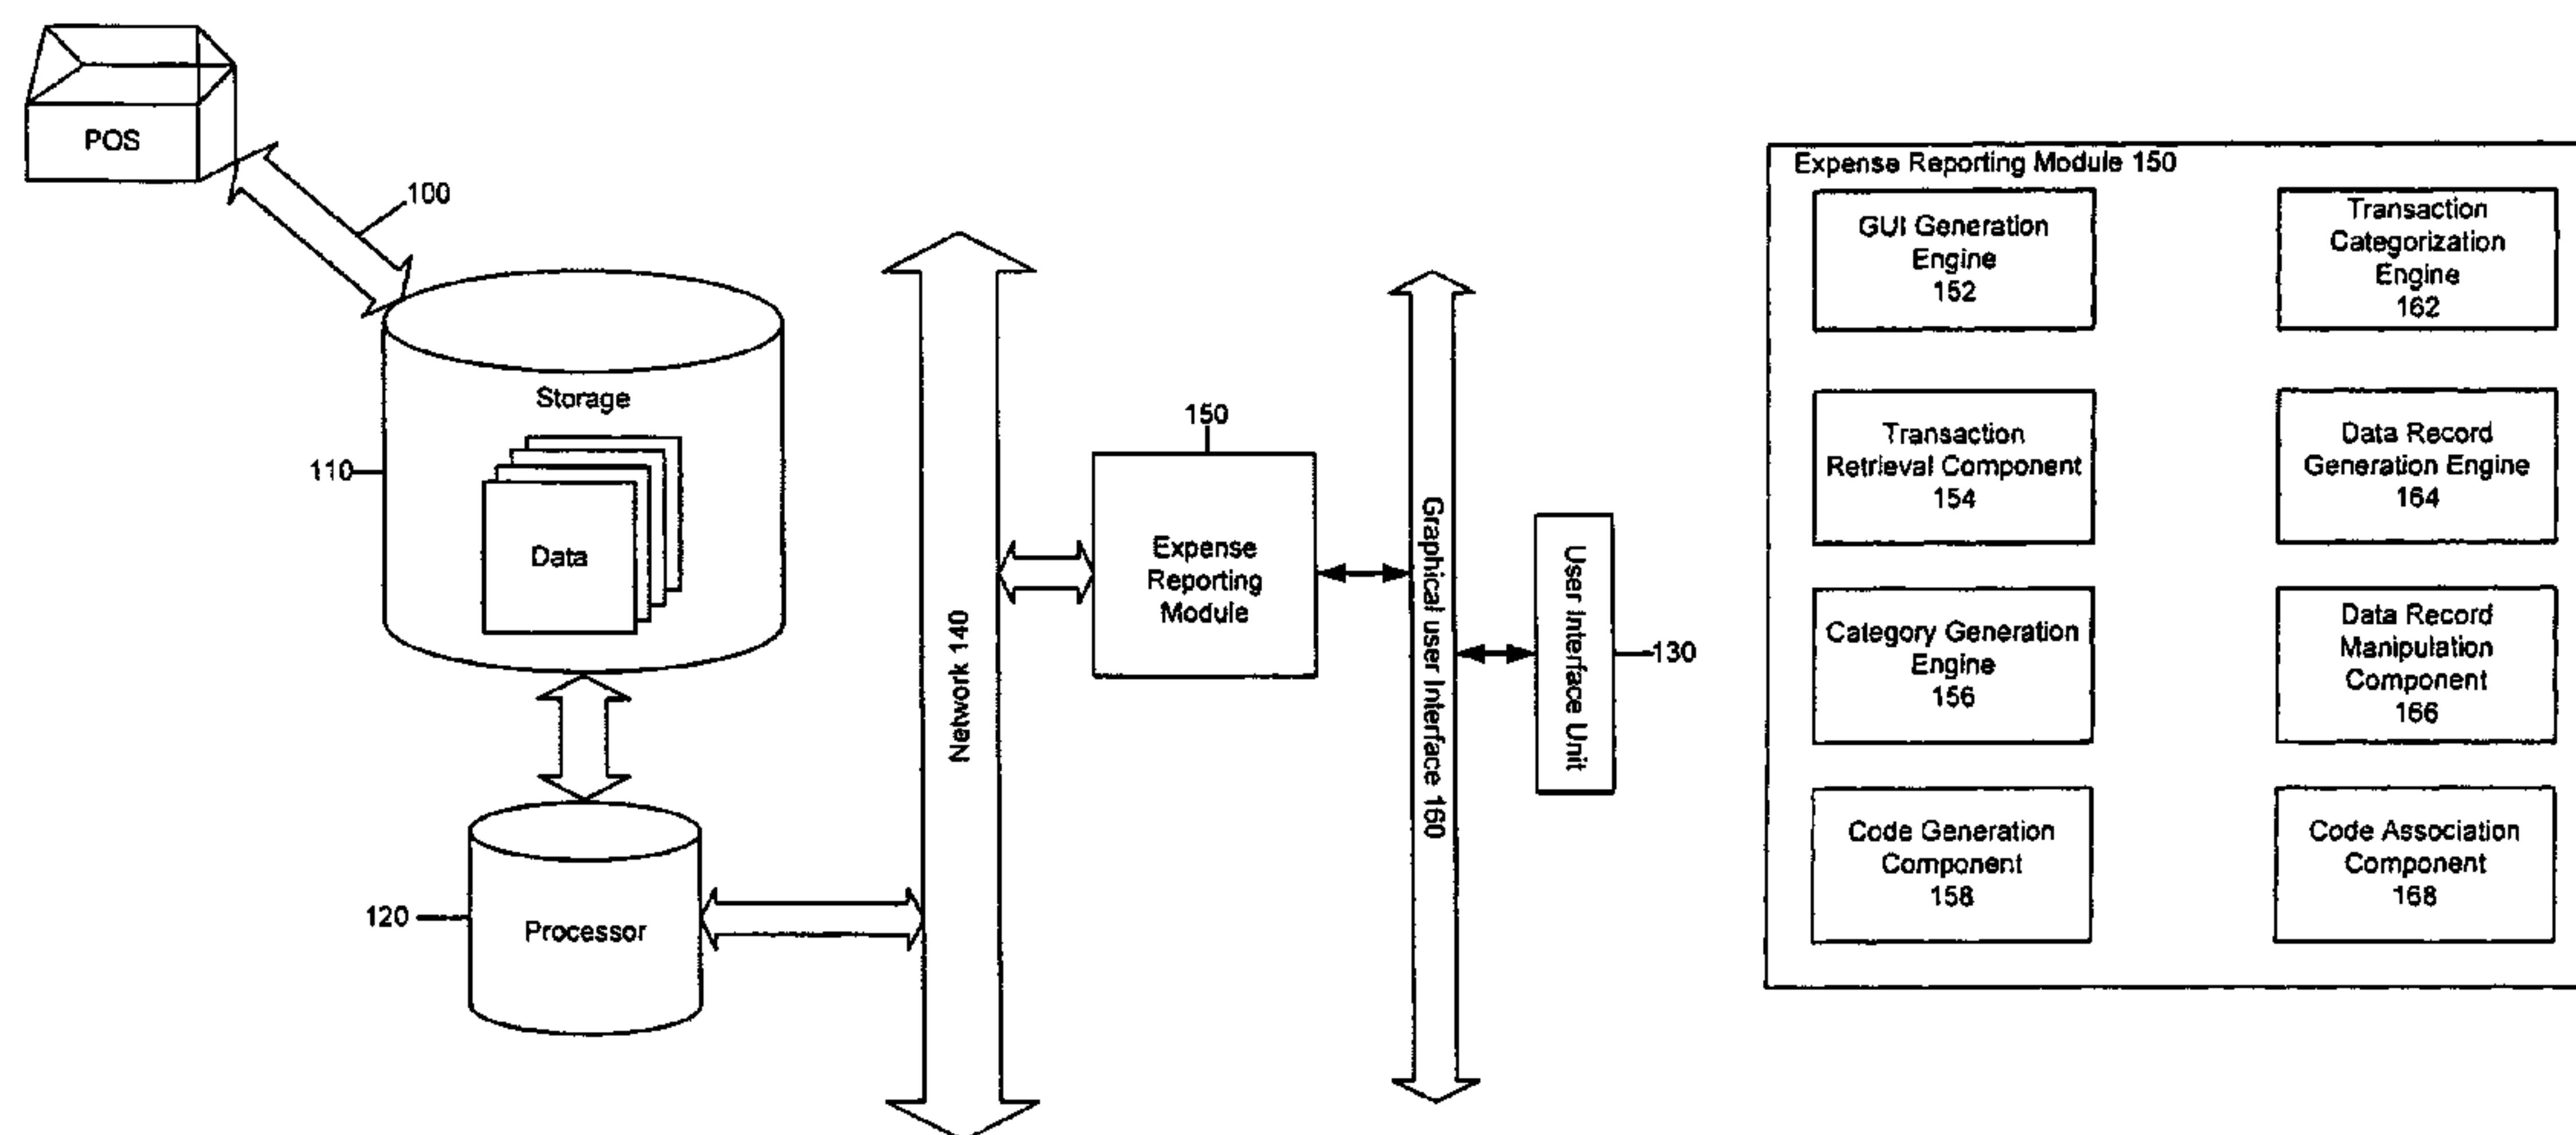 POS
100
Storage
110
Data
120
Processor
Network 140
150
Expense
Reporting
Module
Graphical user Interface 160
User Interface Unit
130
Expense Reporting Module 150
GUI Generation
Engine
152
Transaction
Categorization
Engine
162
Transaction
Retrieval Component
154
Data Record
Generation Engine
164
Category Generation
Engine
156
Data Record
Manipulation
Component
166
Code Generation
Component
158
Code Association
Component
168